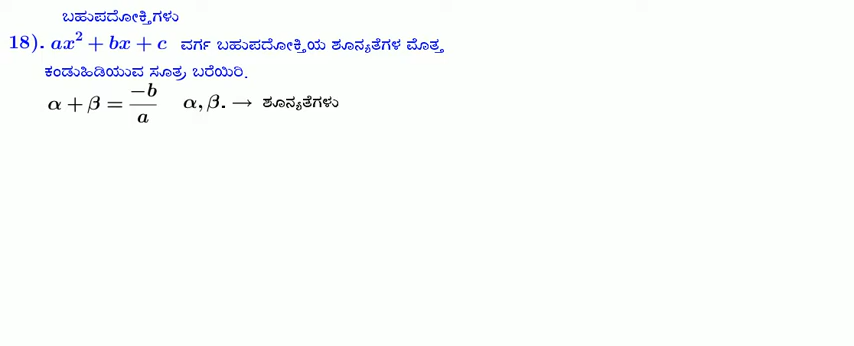 ಬಹುಪದೋಕ್ತಿಗಳು
18). ax² + bx + c ವರ್ಗ ಬಹುಪದೋಕ್ತಿಯ ಶೂನ್ಯತೆಗಳ ಮೊತ್ತ
ಕಂಡುಹಿಡಿಯುವ ಸೂತ್ರ ಬರೆಯಿರಿ.
α + β = -b/a α, β. → ಶೂನ್ಯತೆಗಳು